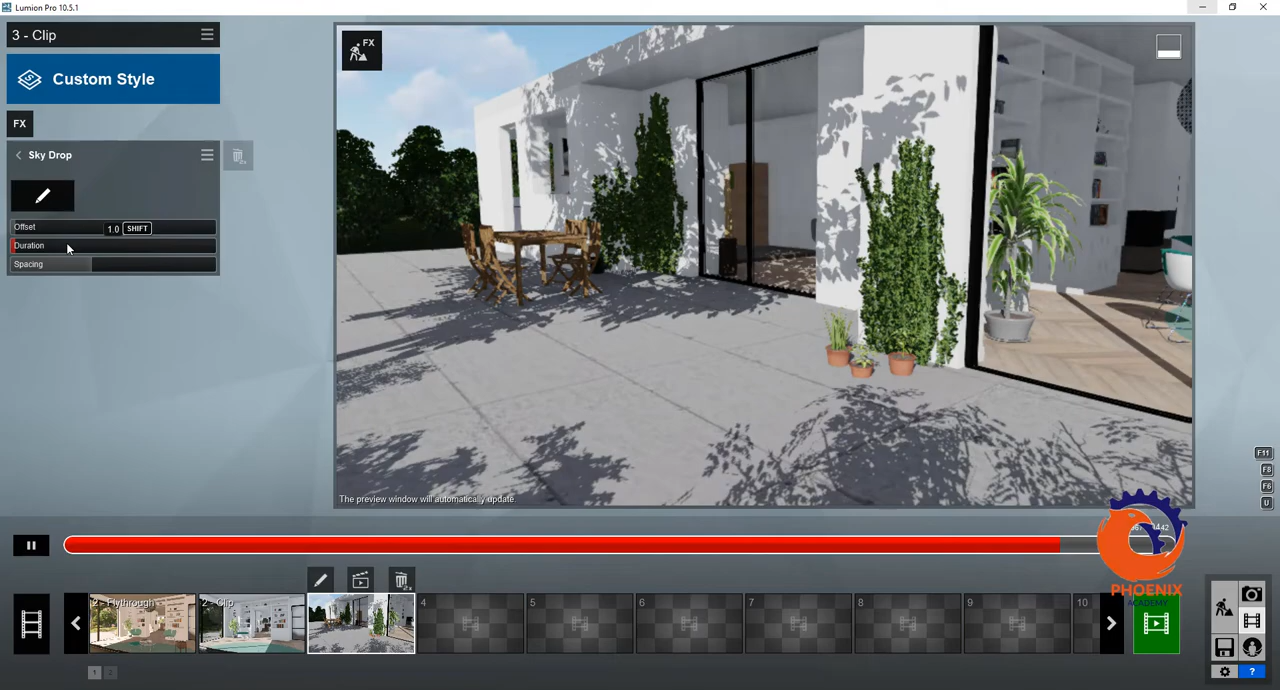 Lumion Pro 10.5.1
3 - Clip
Custom Style
FX
Sky Drop
Offset
1.0 SHIFT
Duration
Spacing
FX
The preview window will automatically update.
F11
F8
F6
U
PHOENIX
ACADEMY
2 - Flythrough
2 - Clip
4
5
6
7
8
9
10
1
2
?